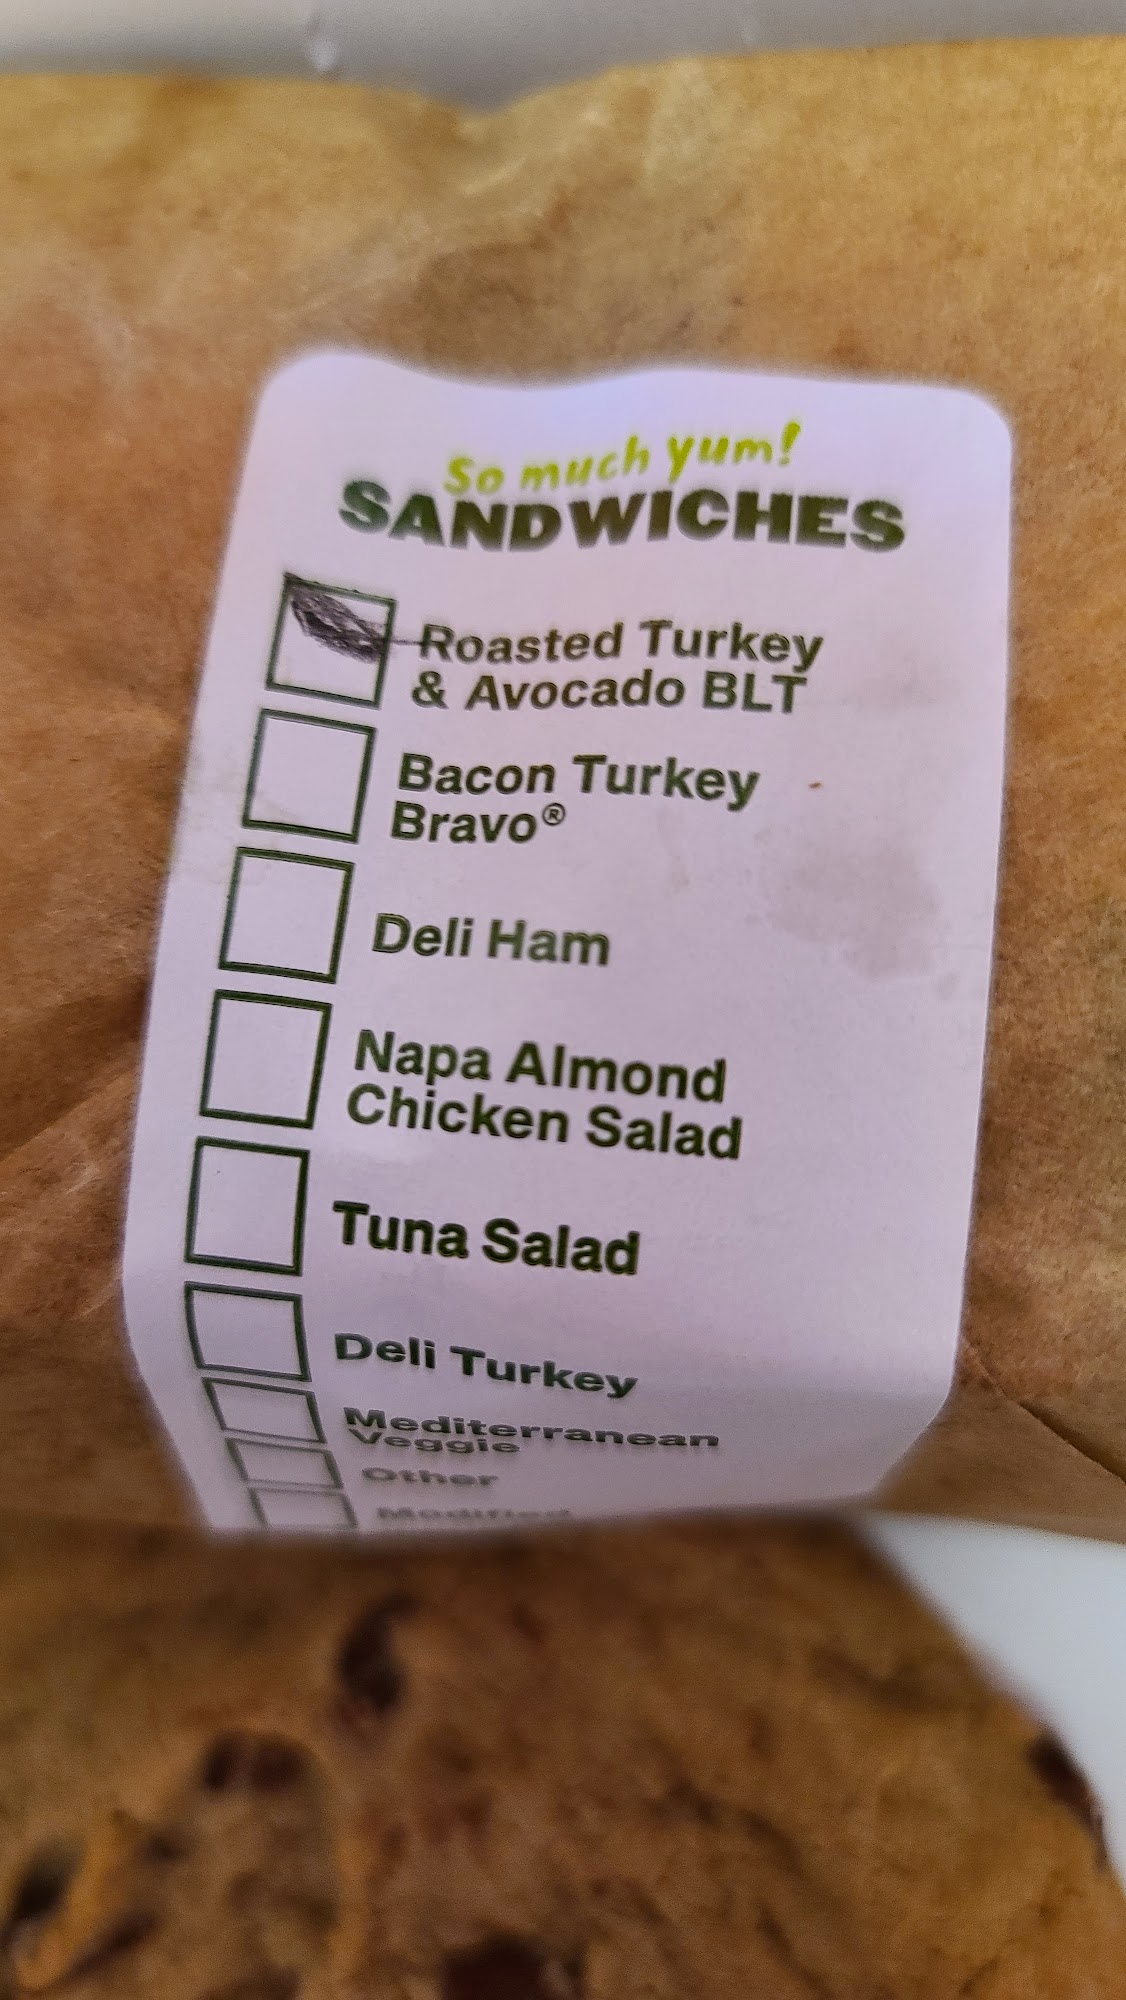 So much yum!
SANDWICHES
Roasted Turkey
& Avocado BLT
Bacon Turkey
Bravo®
Deli Ham
Napa Almond
Chicken Salad
Tuna Salad
Deli Turkey
Mediterranean
Veggie
Other
Modified